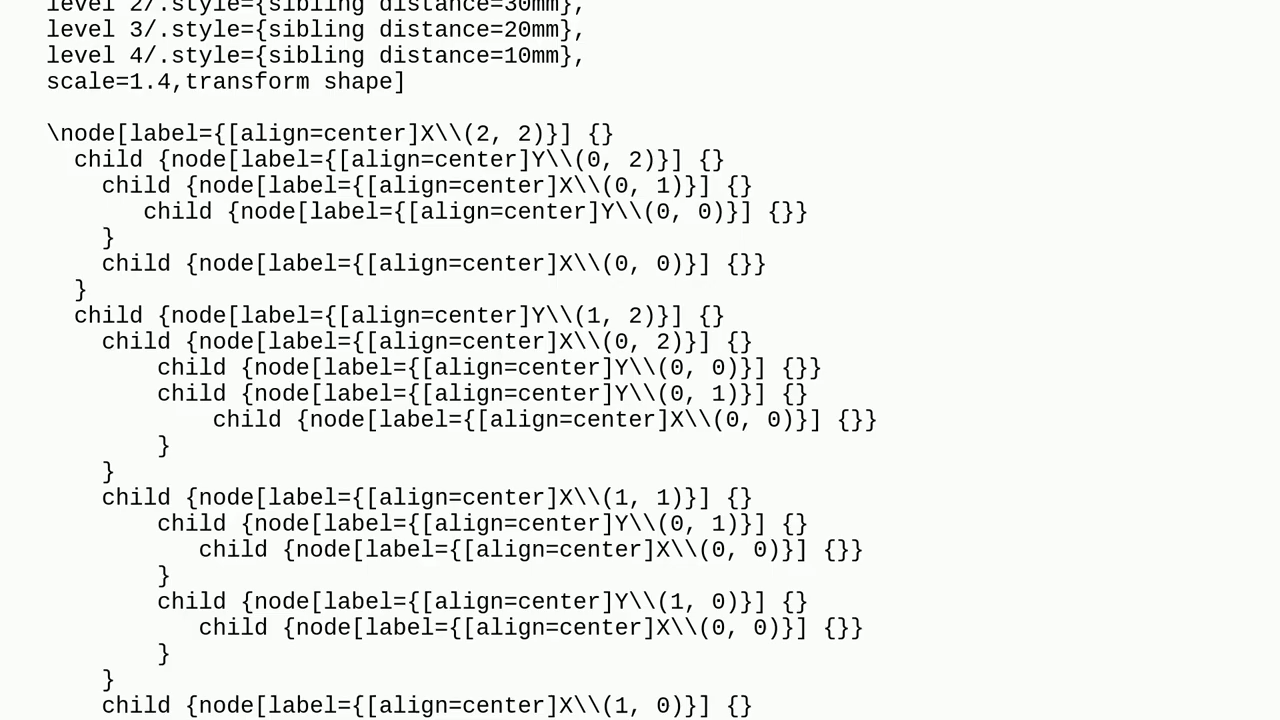 level 2/.style={sibling distance=30mm},
level 3/.style={sibling distance=20mm},
level 4/.style={sibling distance=10mm},
scale=1.4,transform shape]

\node[label={[align=center]X\\(2, 2)}] {}
  child {node[label={[align=center]Y\\(0, 2)}] {}
    child {node[label={[align=center]X\\(0, 1)}] {}
       child {node[label={[align=center]Y\\(0, 0)}] {}}
    }
    child {node[label={[align=center]X\\(0, 0)}] {}}
  }
  child {node[label={[align=center]Y\\(1, 2)}] {}
    child {node[label={[align=center]X\\(0, 2)}] {}
        child {node[label={[align=center]Y\\(0, 0)}] {}}
        child {node[label={[align=center]Y\\(0, 1)}] {}
            child {node[label={[align=center]X\\(0, 0)}] {}}
        }
    }
    child {node[label={[align=center]X\\(1, 1)}] {}
        child {node[label={[align=center]Y\\(0, 1)}] {}
           child {node[label={[align=center]X\\(0, 0)}] {}}
        }
        child {node[label={[align=center]Y\\(1, 0)}] {}
           child {node[label={[align=center]X\\(0, 0)}] {}}
        }
    }
    child {node[label={[align=center]X\\(1, 0)}] {}